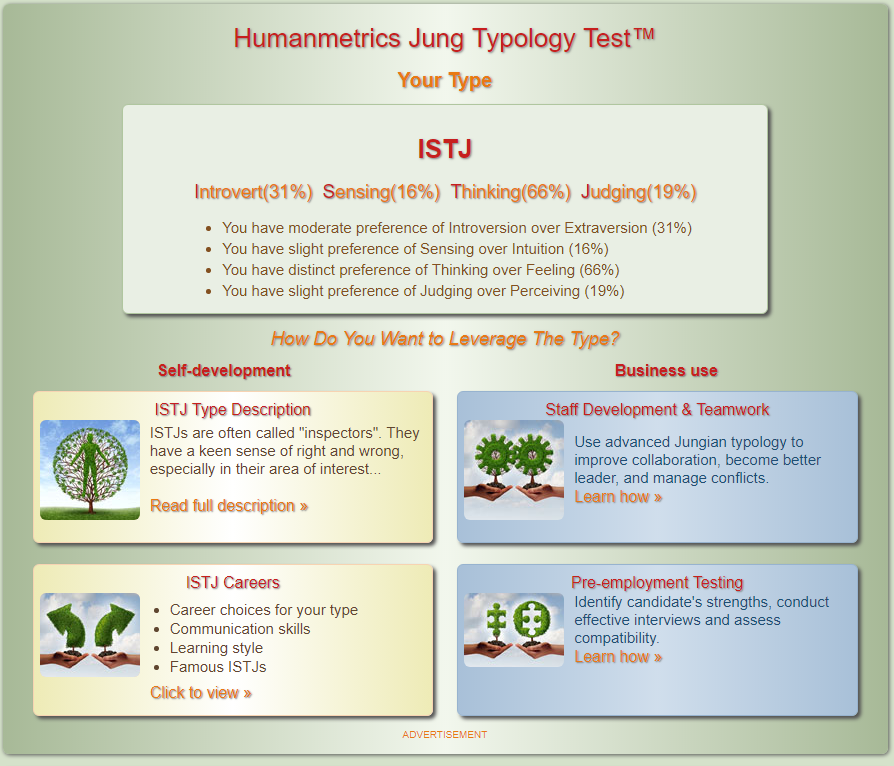 Humanmetrics Jung Typology Test™
Your Type
ISTJ
Introvert(31%) Sensing(16%) Thinking(66%) Judging(19%)
• You have moderate preference of Introversion over Extraversion (31%)
• You have slight preference of Sensing over Intuition (16%)
• You have distinct preference of Thinking over Feeling (66%)
• You have slight preference of Judging over Perceiving (19%)
How Do You Want to Leverage The Type?
Self-development
ISTJ Type Description
ISTJs are often called "inspectors". They
have a keen sense of right and wrong,
especially in their area of interest...
Read full description »
ISTJ Careers
• Career choices for your type
• Communication skills
• Learning style
• Famous ISTJs
Click to view »
Business use
Staff Development & Teamwork
Use advanced Jungian typology to
improve collaboration, become better
leader, and manage conflicts.
Learn how »
Pre-employment Testing
Identify candidate's strengths, conduct
effective interviews and assess
compatibility.
Learn how »
ADVERTISEMENT